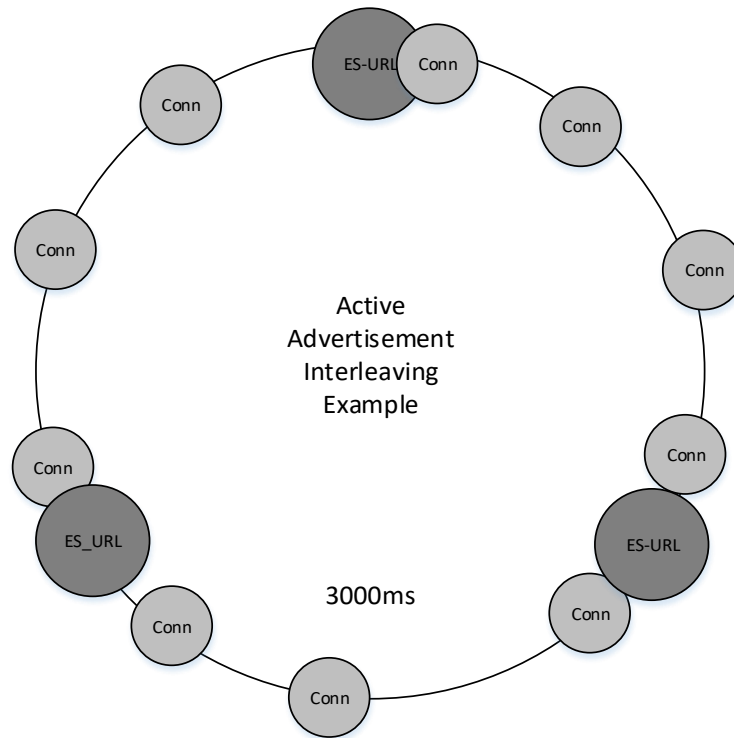 ES-URL
Conn
Conn
Conn
Conn
Conn
Active
Advertisement
Interleaving
Example
Conn
Conn
ES_URL
ES-URL
3000ms
Conn
Conn
Conn